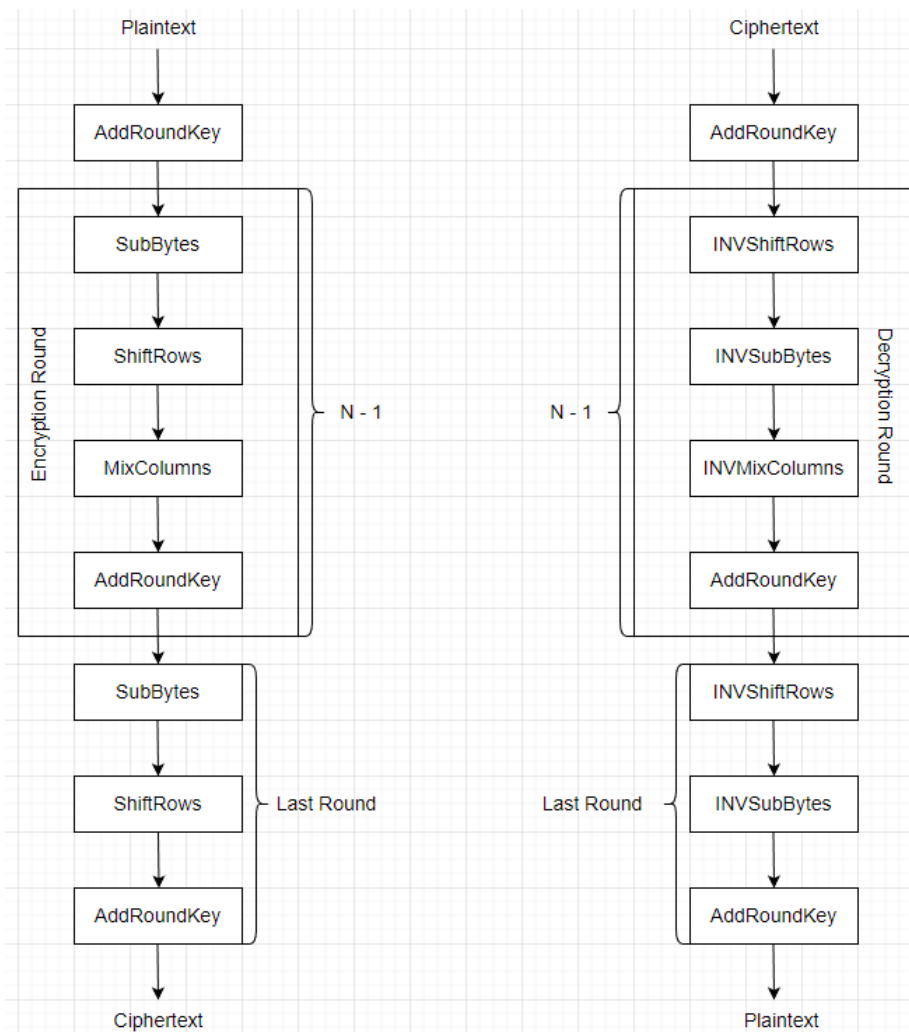 Plaintext
AddRoundKey
SubBytes
ShiftRows
MixColumns
AddRoundKey
Encryption Round
N - 1
SubBytes
ShiftRows
AddRoundKey
Last Round
Ciphertext
Ciphertext
AddRoundKey
INVShiftRows
INVSubBytes
INVMixColumns
AddRoundKey
Decryption Round
N - 1
INVShiftRows
INVSubBytes
AddRoundKey
Last Round
Plaintext